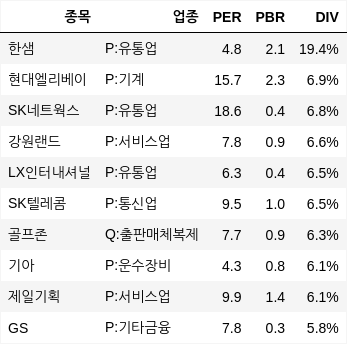 종목 업종 PER PBR DIV
한샘 P:유통업 4.8 2.1 19.4%
현대엘리베이 P:기계 15.7 2.3 6.9%
SK네트웍스 P:유통업 18.6 0.4 6.8%
강원랜드 P:서비스업 7.8 0.9 6.6%
LX인터내셔널 P:유통업 6.3 0.4 6.5%
SK텔레콤 P:통신업 9.5 1.0 6.5%
골프존 Q:출판매체복제 7.7 0.9 6.3%
기아 P:운수장비 4.3 0.8 6.1%
제일기획 P:서비스업 9.9 1.4 6.1%
GS P:기타금융 7.8 0.3 5.8%